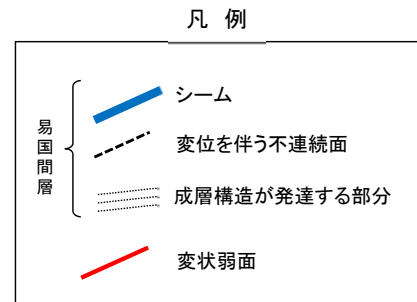 凡 例
易国間層
シーム
変位を伴う不連続面
成層構造が発達する部分
変状弱面